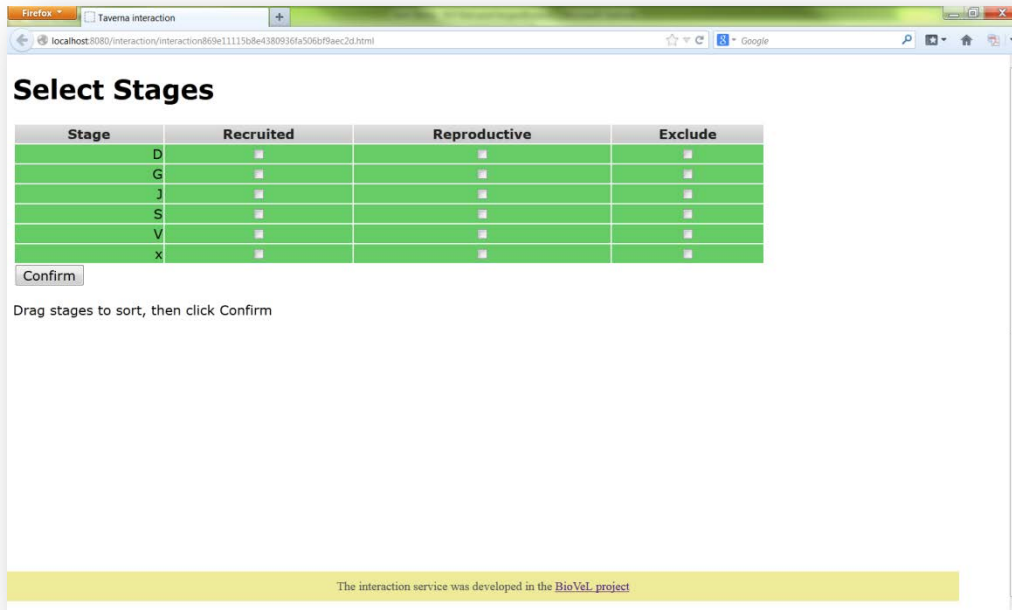 Firefox
Taverna interaction
localhost:8080/interaction/interaction869e11115b8e4380936fa506bf9aec2d.html
Google
Select Stages
Stage Recruited Reproductive Exclude
D
G
J
S
V
x
Confirm
Drag stages to sort, then click Confirm
The interaction service was developed in the BioVeL project